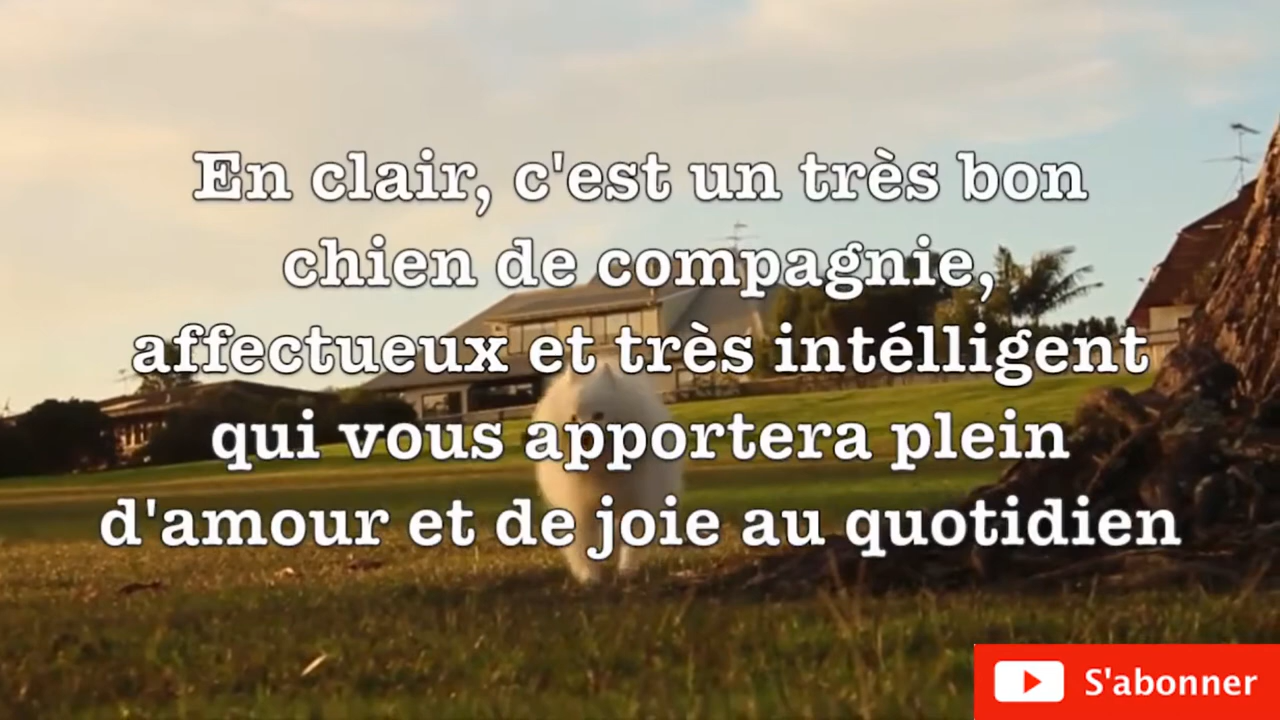 En clair, c'est un très bon
chien de compagnie,
affectueux et très intélligent
qui vous apportera plein
d'amour et de joie au quotidien
S'abonner